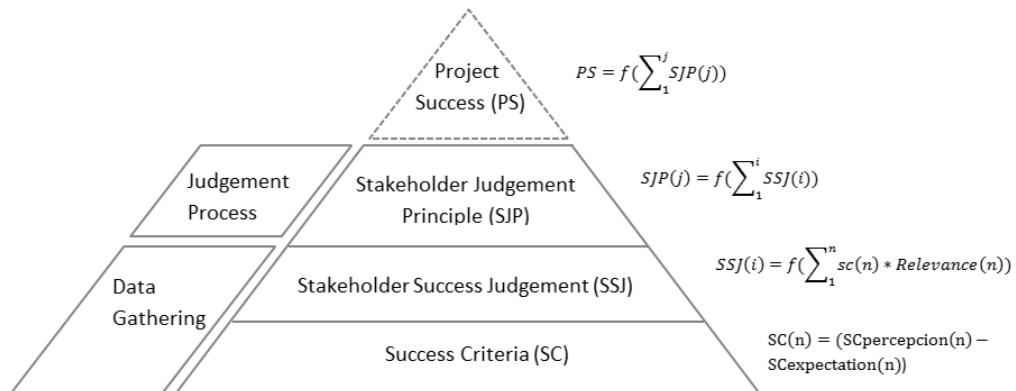 Project
Success (PS)
PS = f(∑₁ʲ SJP(j))
Judgement
Process
Stakeholder Judgement
Principle (SJP)
SJP(j) = f(∑₁ⁱ SSJ(i))
Data
Gathering
Stakeholder Success Judgement (SSJ)
SSJ(i) = f(∑₁ⁿ sc(n) * Relevance(n))
Success Criteria (SC)
SC(n) = (SCpercepcion(n) −
SCexpectation(n))